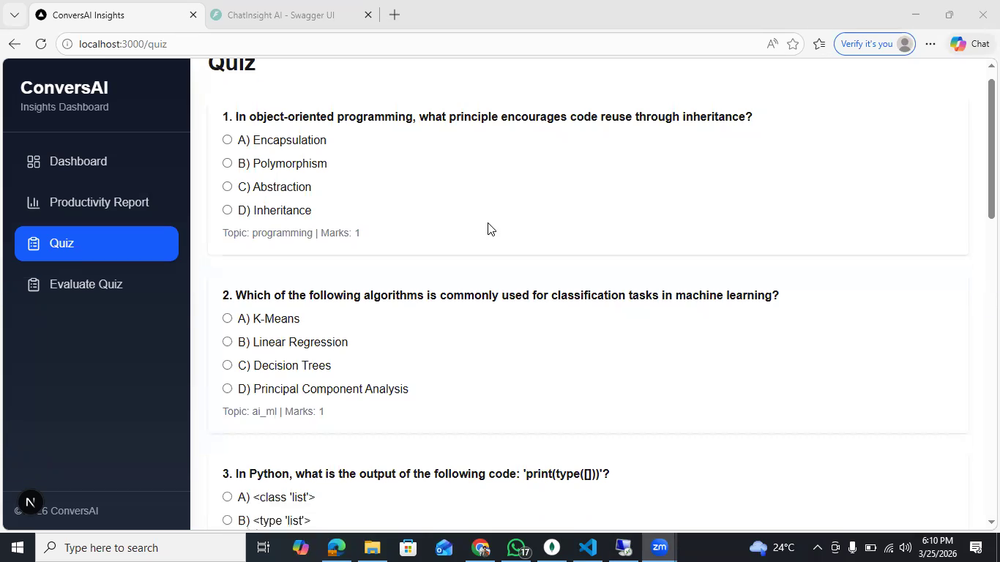 ConversAI Insights
ChatInsight AI - Swagger UI
localhost:3000/quiz
Verify it's you
Chat
ConversAI
Insights Dashboard
Dashboard
Productivity Report
Quiz
Evaluate Quiz
N
6 ConversAI
Quiz
1. In object-oriented programming, what principle encourages code reuse through inheritance?
A) Encapsulation
B) Polymorphism
C) Abstraction
D) Inheritance
Topic: programming | Marks: 1
2. Which of the following algorithms is commonly used for classification tasks in machine learning?
A) K-Means
B) Linear Regression
C) Decision Trees
D) Principal Component Analysis
Topic: ai_ml | Marks: 1
3. In Python, what is the output of the following code: 'print(type([]))'?
A) <class 'list'>
B) <type 'list'>
Type here to search
17
zm
24°C
6:10 PM
3/25/2026